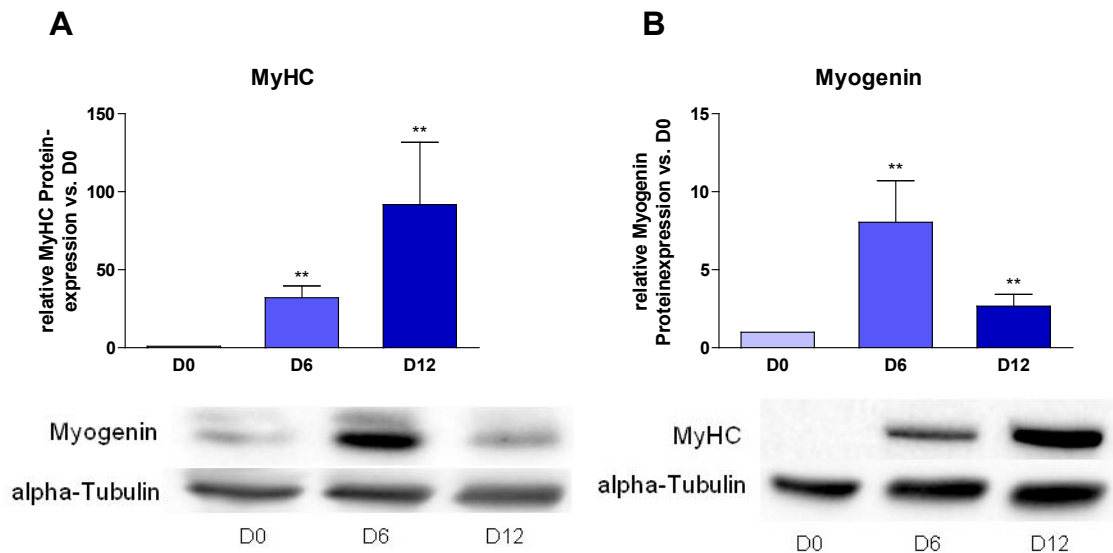 A
MyHC
relative MyHC Protein-
expression vs. D0
150
100
50
0
**
**
D0 D6 D12
Myogenin
alpha-Tubulin
D0 D6 D12
B
Myogenin
relative Myogenin
Proteinexpression vs. D0
15
10
5
0
**
**
D0 D6 D12
MyHC
alpha-Tubulin
D0 D6 D12